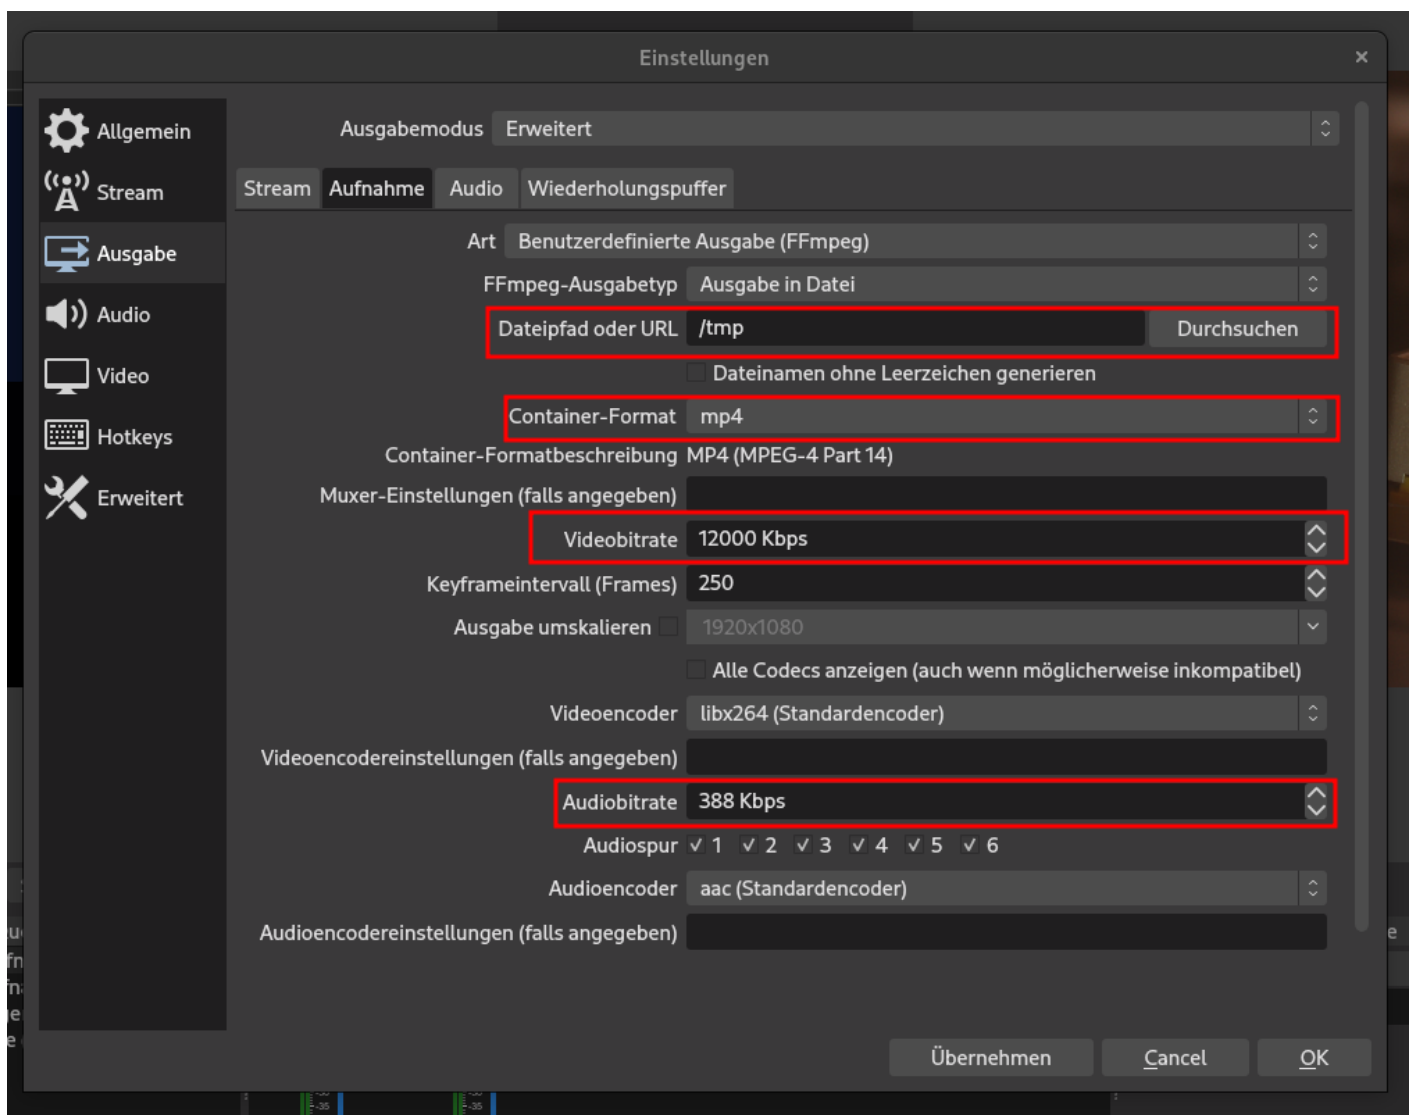 Einstellungen
Allgemein
Stream
Ausgabe
Audio
Video
Hotkeys
Erweitert
Ausgabemodus Erweitert
Stream Aufnahme Audio Wiederholungspuffer
Art Benutzerdefinierte Ausgabe (FFmpeg)
FFmpeg-Ausgabetyp Ausgabe in Datei
Dateipfad oder URL /tmp Durchsuchen
Dateinamen ohne Leerzeichen generieren
Container-Format mp4
Container-Formatbeschreibung MP4 (MPEG-4 Part 14)
Muxer-Einstellungen (falls angegeben)
Videobitrate 12000 Kbps
Keyframeintervall (Frames) 250
Ausgabe umskalieren 1920x1080
Alle Codecs anzeigen (auch wenn möglicherweise inkompatibel)
Videoencoder libx264 (Standardencoder)
Videoencodereinstellungen (falls angegeben)
Audiobitrate 388 Kbps
Audiospur 1 2 3 4 5 6
Audioencoder aac (Standardencoder)
Audioencodereinstellungen (falls angegeben)
Übernehmen Cancel OK
-35 -35